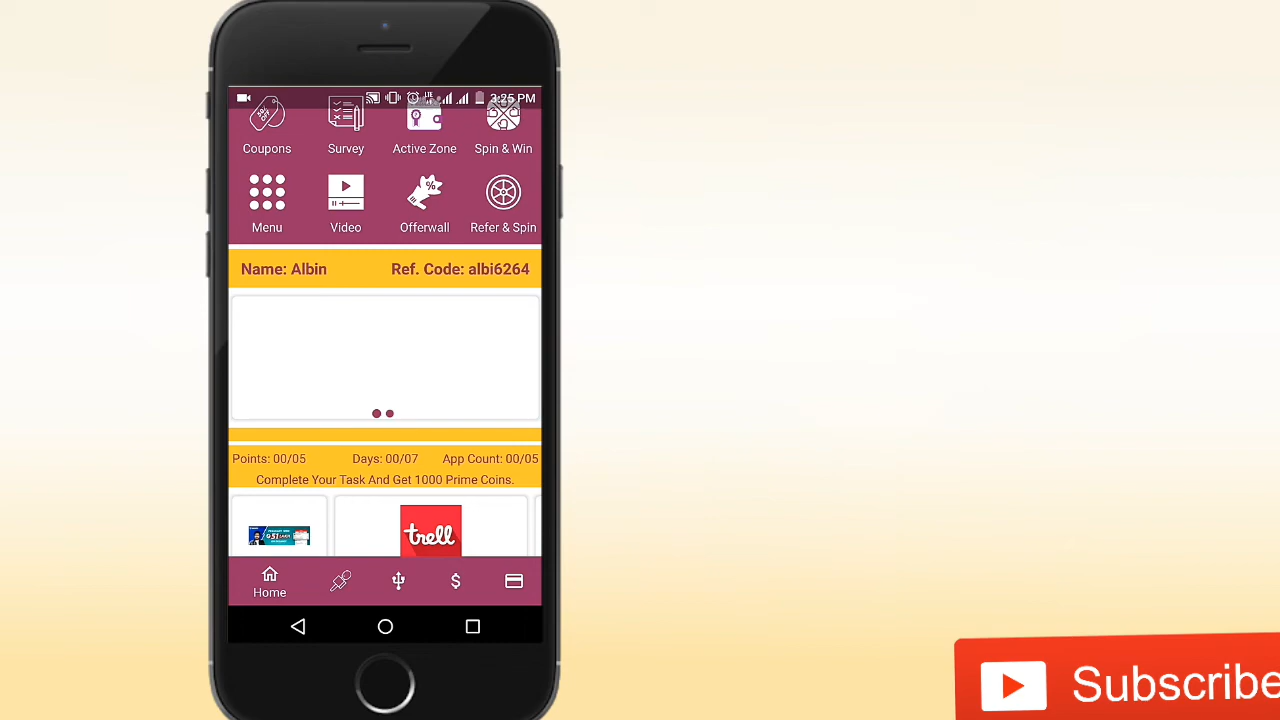 3:25 PM
Coupons Survey Active Zone Spin & Win
Menu Video Offerwall Refer & Spin
Name: Albin Ref. Code: albi6264
Points: 00/05 Days: 00/07 App Count: 00/05
Complete Your Task And Get 1000 Prime Coins.
trell
Home
Subscribe